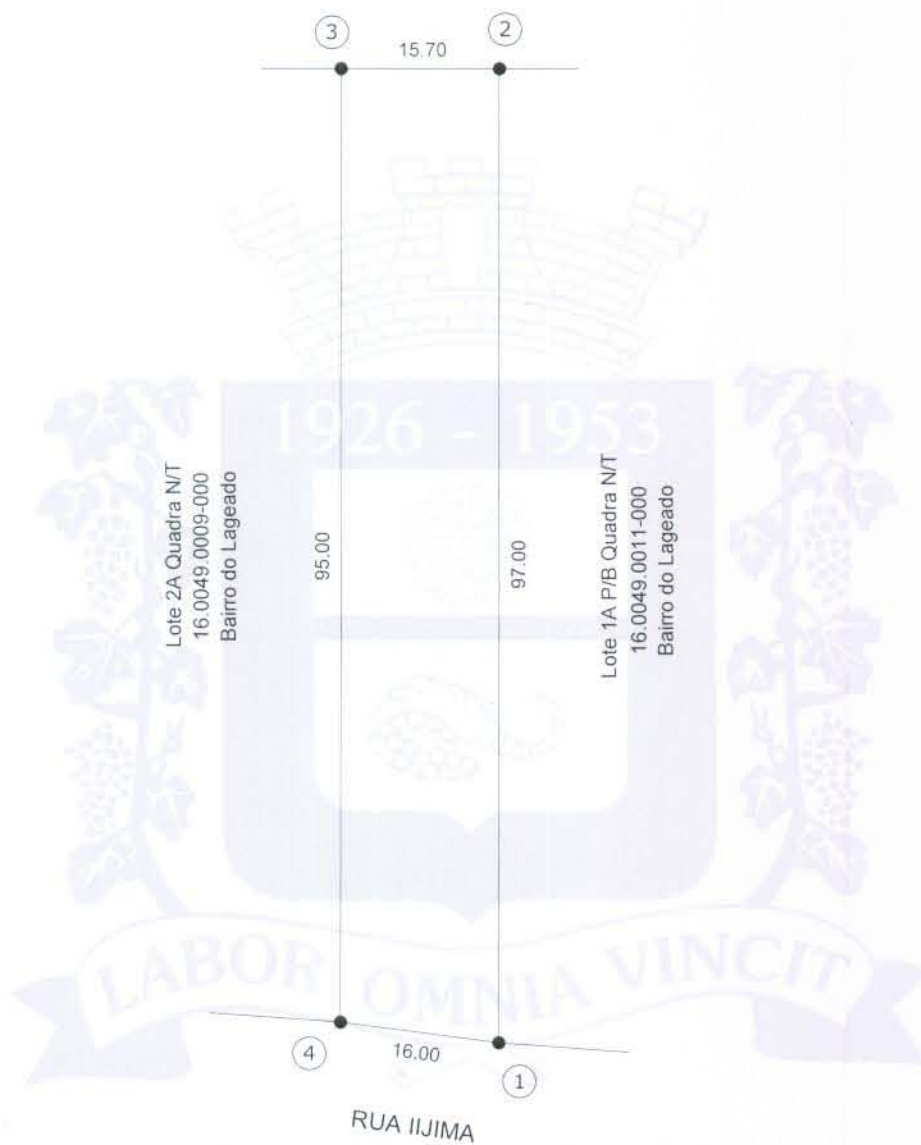 3
2
15.70
1926 - 1953
Lote 2A Quadra N/T
16.0049.0009-000
Bairro do Lageado
95.00
97.00
Lote 1A P/B Quadra N/T
16.0049.0011-000
Bairro do Lageado
LABOR OMNIA VINCIT
4
16.00
1
RUA IIJIMA